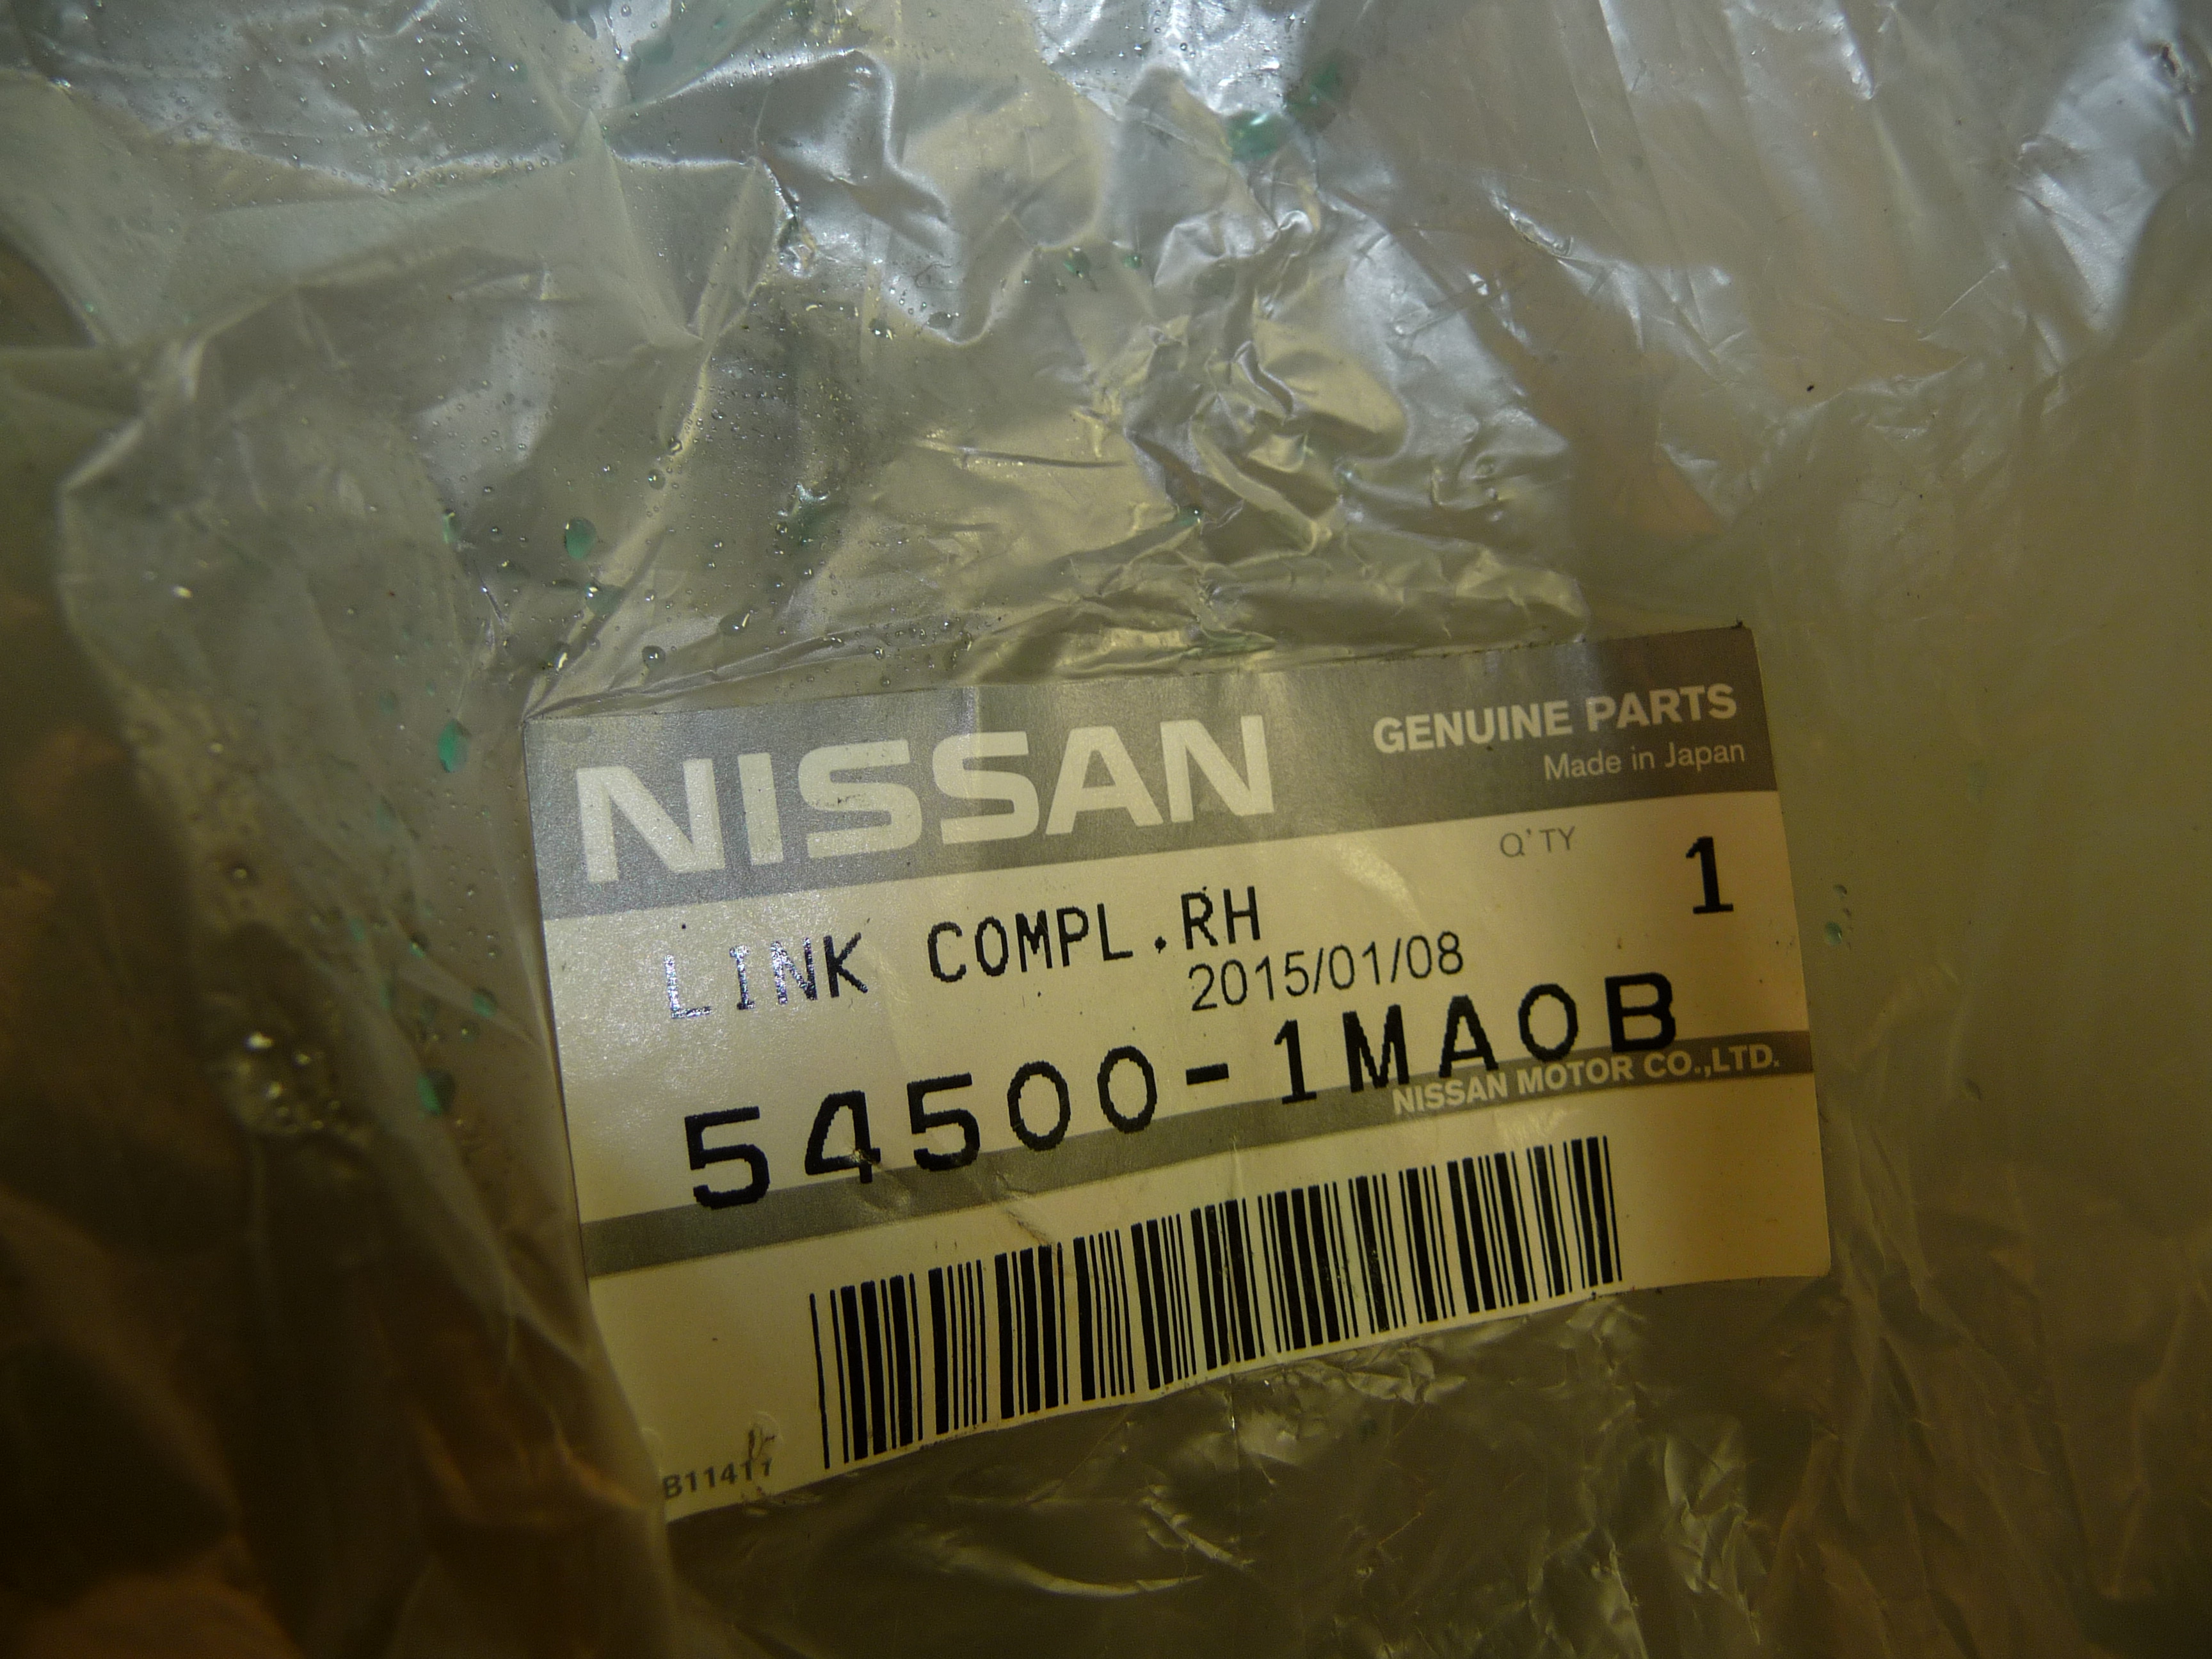 NISSAN
GENUINE PARTS
Made in Japan
Q'TY
1
LINK COMPL.RH
2015/01/08
54500-1MA0B
NISSAN MOTOR CO.,LTD.